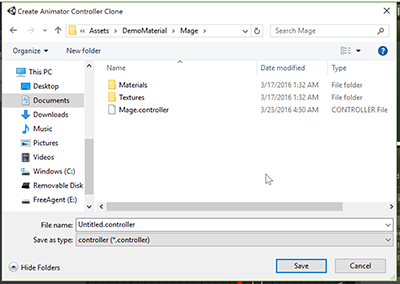 Create Animator Controller Clone
« Assets > DemoMaterial > Mage >
Search Mage
Organize
New folder
Name
Date modified
Type
This PC
Desktop
Documents
Downloads
Music
Pictures
Videos
Windows (C:)
Removable Disk
FreeAgent (E:)
Materials
3/17/2016 1:32 AM
File folder
Textures
3/17/2016 1:32 AM
File folder
Mage.controller
3/23/2016 4:50 AM
CONTROLLER File
File name:
Untitled.controller
Save as type:
controller (*.controller)
Hide Folders
Save
Cancel